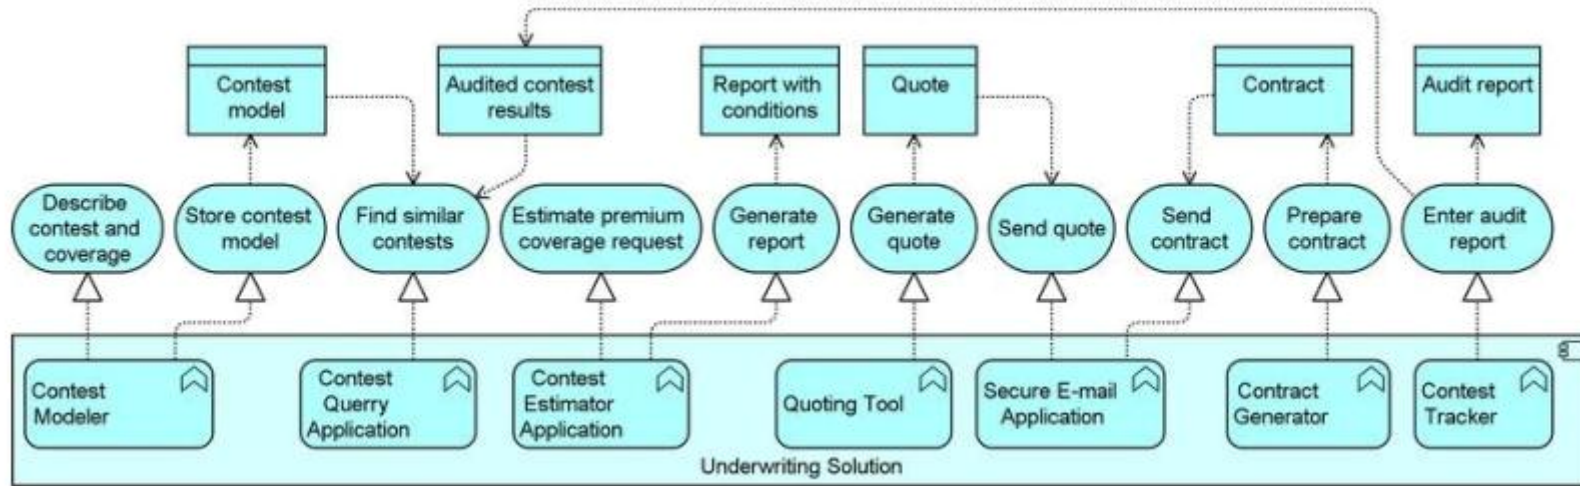 Contest
model
Audited contest
results
Report with
conditions
Quote
Contract
Audit report
Describe
contest and
coverage
Store contest
model
Find similar
contests
Estimate premium
coverage request
Generate
report
Generate
quote
Send quote
Send
contract
Prepare
contract
Enter audit
report
Contest
Modeler
Contest
Querry
Application
Contest
Estimator
Application
Quoting Tool
Secure E-mail
Application
Contract
Generator
Contest
Tracker
Underwriting Solution